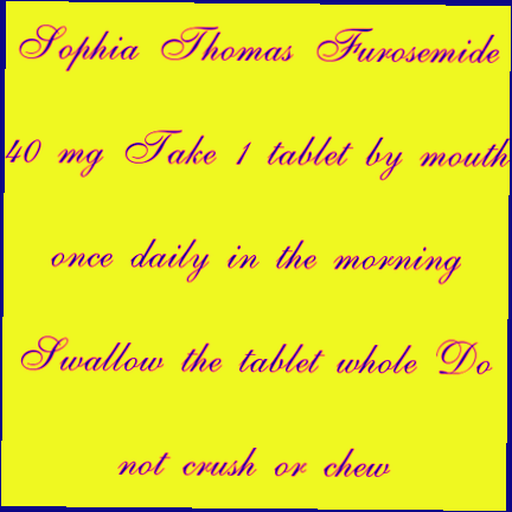 Sophia Thomas Furosemide
40 mg Take 1 tablet by mouth
once daily in the morning
Swallow the tablet whole Do
not crush or chew